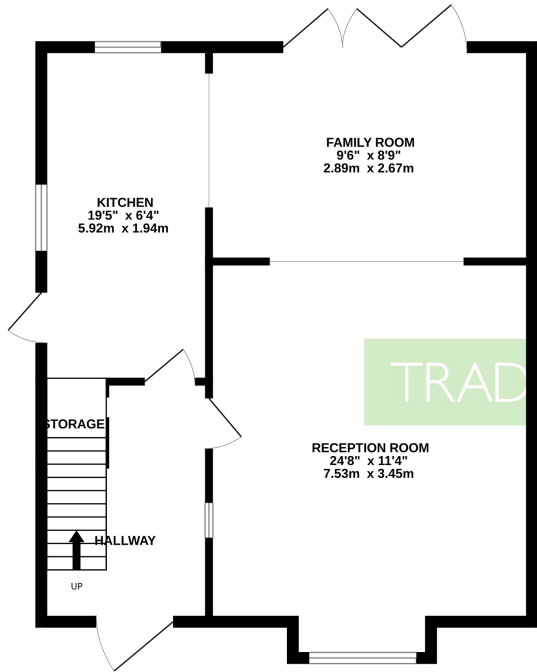 FAMILY ROOM
9'6" x 8'9"
2.89m x 2.67m
KITCHEN
19'5" x 6'4"
5.92m x 1.94m
TRAD
STORAGE
RECEPTION ROOM
24'8" x 11'4"
7.53m x 3.45m
HALLWAY
UP